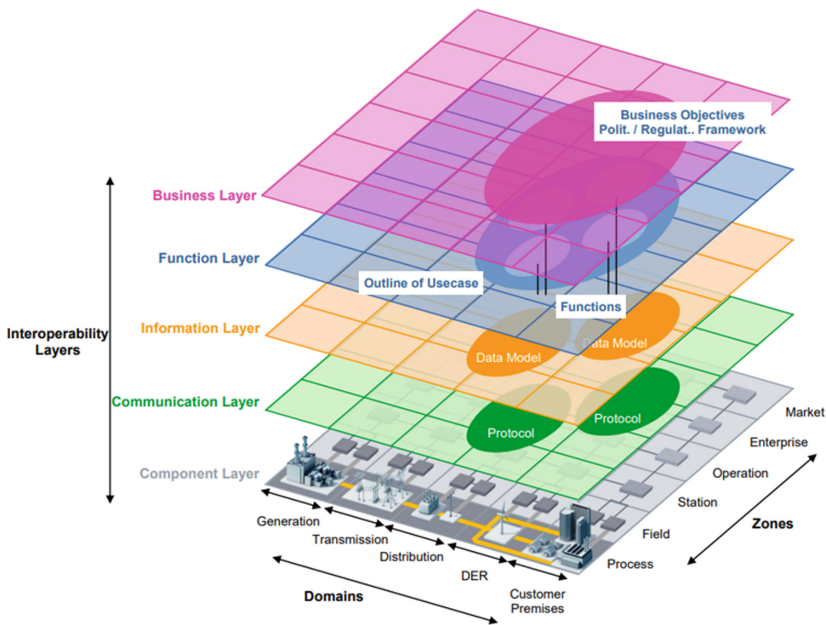 Business Objectives
Polit. / Regulat.. Framework
Business Layer
Function Layer
Outline of Usecase
Functions
Information Layer
Interoperability
Layers
Data Model
Data Model
Communication Layer
Protocol
Protocol
Component Layer
Market
Enterprise
Operation
Station
Field
Process
Zones
Generation
Transmission
Distribution
DER
Customer
Premises
Domains